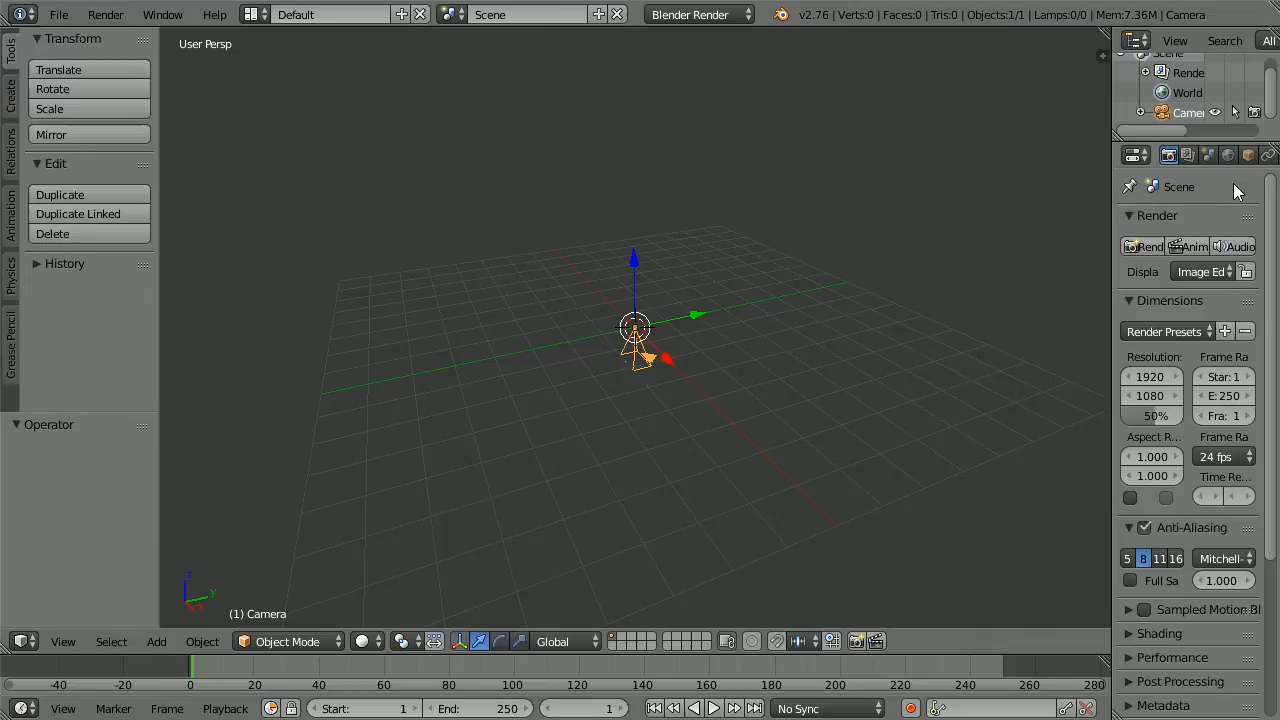 File Render Window Help Default Scene Blender Render v2.76 | Verts:0 | Faces:0 | Tris:0 | Objects:1/1 | Lamps:0/0 | Mem:7.36M | Camera
Tools
Create
Relations
Animation
Physics
Grease Pencil
Transform
Translate
Rotate
Scale
Mirror
Edit
Duplicate
Duplicate Linked
Delete
History
Operator
User Persp
z
y
x
(1) Camera
View Select Add Object Object Mode Global
-40 -20 0 20 40 60 80 100 120 140 160 180 200 220 240 260 280
View Marker Frame Playback Start: 1 End: 250 1 No Sync
View Search All
Scene
Rende
World
Camer
Scene
Render
Rend Anim Audio
Displa Image Ed
Dimensions
Render Presets
Resolution: Frame Ra
1920 Star: 1
1080 E: 250
50% Fra: 1
Aspect R... Frame Ra
1.000 24 fps
1.000 Time Re...
Anti-Aliasing
5 8 11 16 Mitchell-
Full Sa 1.000
Sampled Motion Bl
Shading
Performance
Post Processing
Metadata